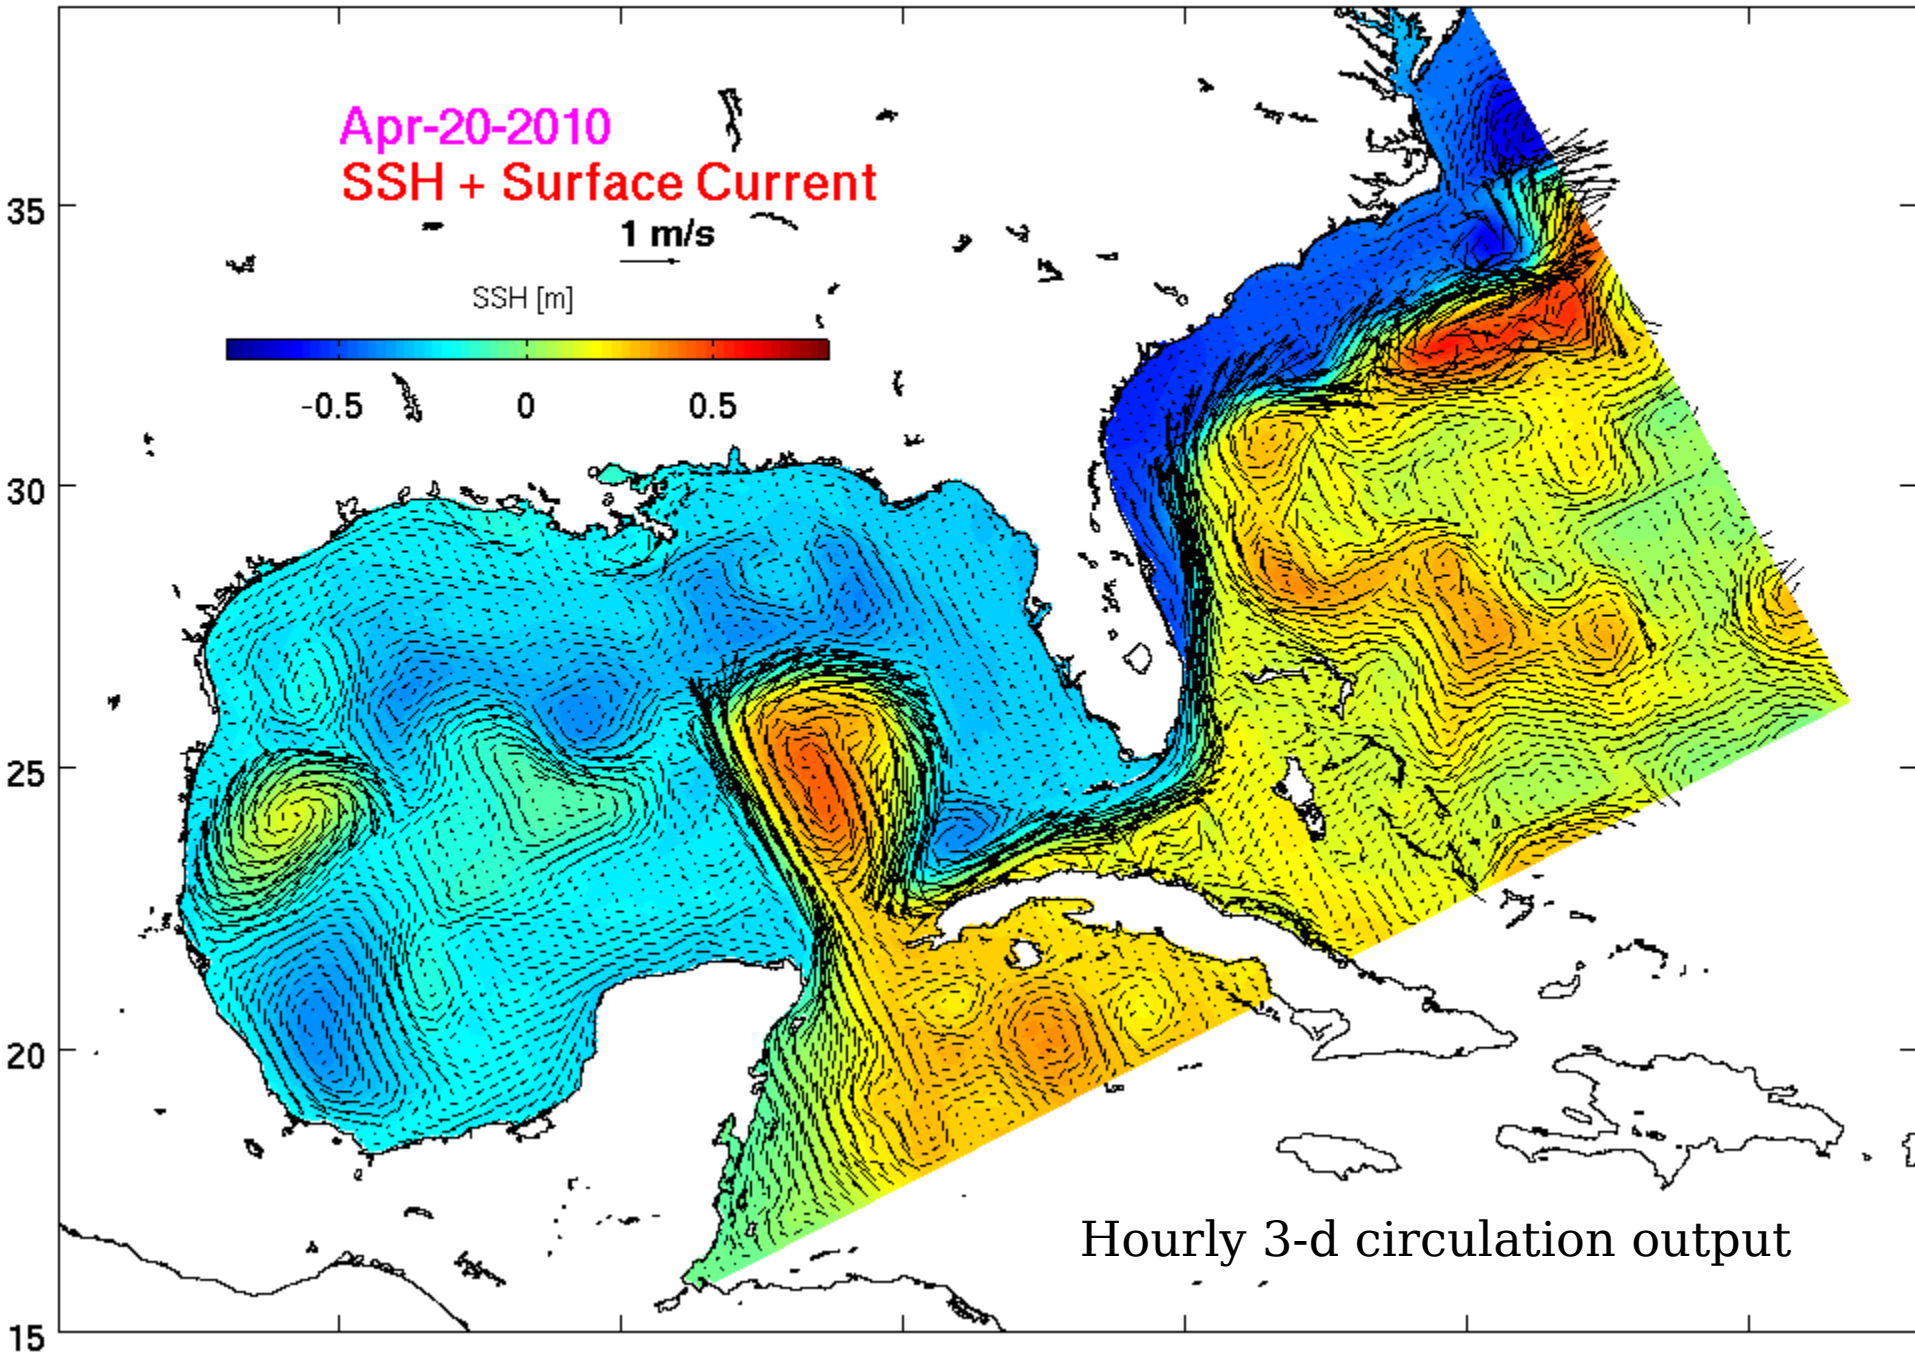 Apr-20-2010
SSH + Surface Current
1 m/s
SSH [m]
-0.5 0 0.5
35
30
25
20
15
Hourly 3-d circulation output